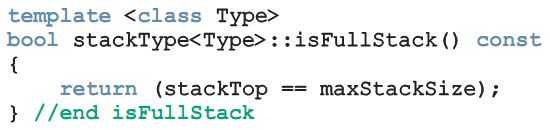 template <class Type>
bool stackType<Type>::isFullStack() const
{
    return (stackTop == maxStackSize);
} //end isFullStack